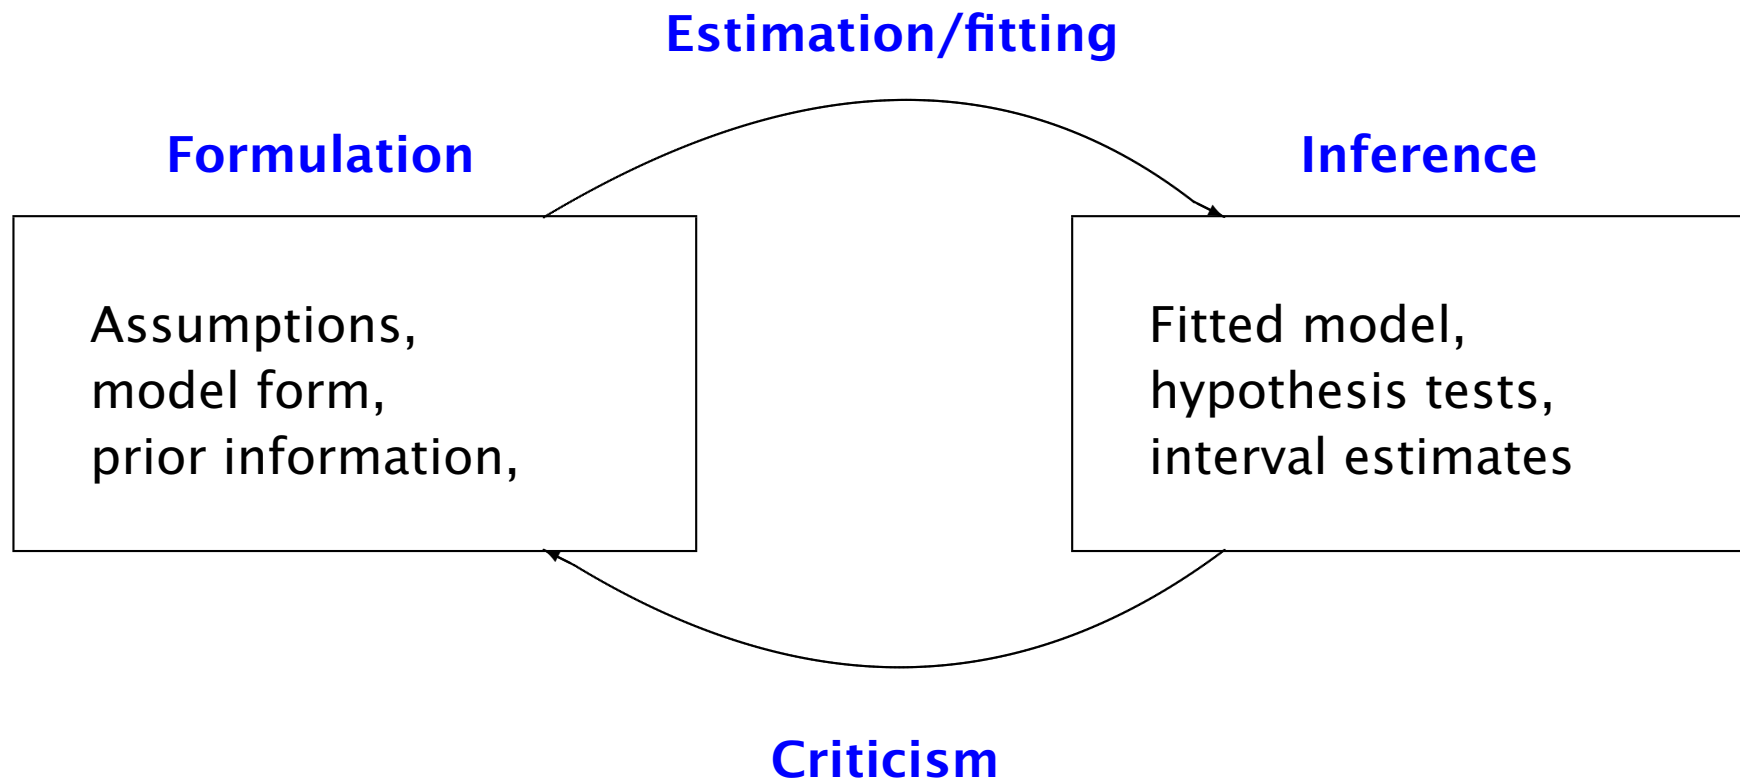 Estimation/fitting
Formulation
Inference
Assumptions,
model form,
prior information,
Fitted model,
hypothesis tests,
interval estimates
Criticism